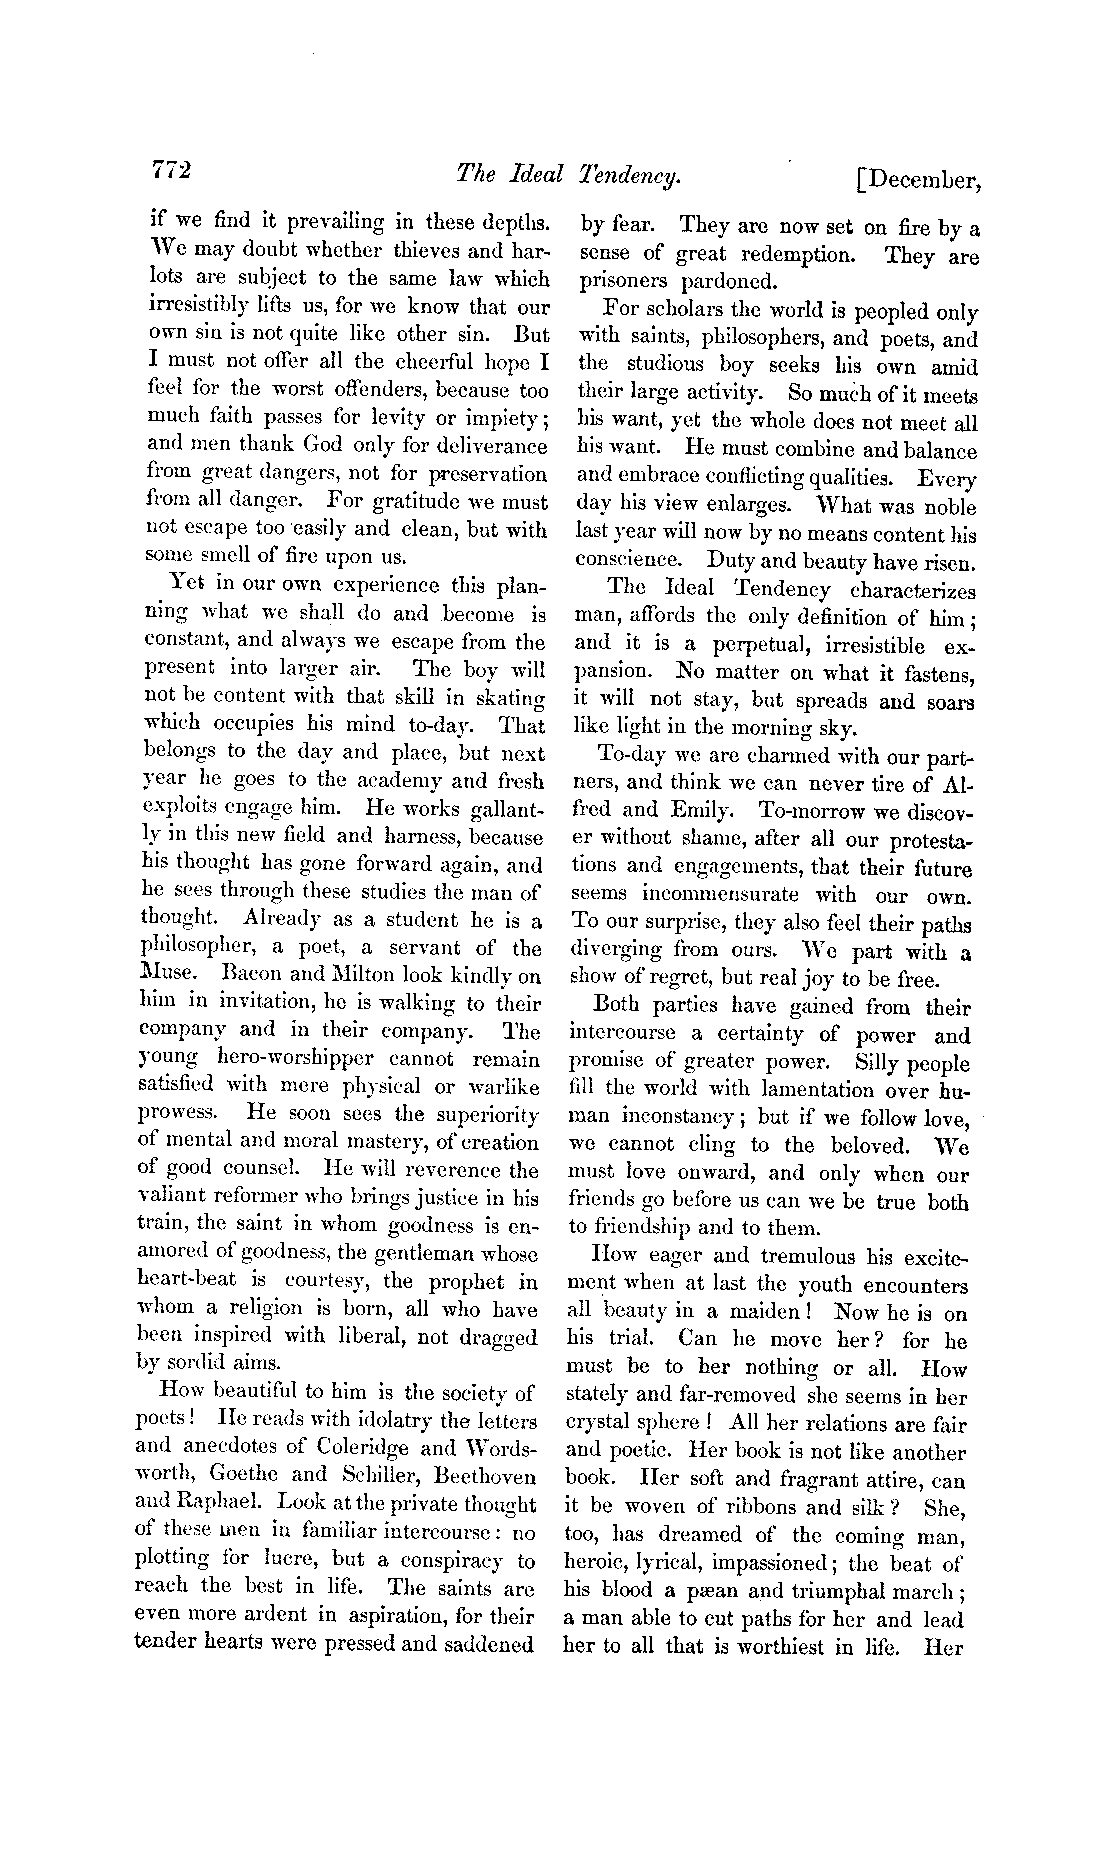 772 The Ideal Tendency. [December,
if we find it prevailing in these depths.
We may doubt whether thieves and har-
lots are subject to the same law which
irresistibly lifts us, for we know that our
own sin is not quite like other sin. But
I must not offer all the cheerful hope I
feel for the worst offenders, because too
much faith passes for levity or impiety;
and men thank God only for deliverance
from great dangers, not for preservation
from all danger. For gratitude we must
not escape too easily and clean, but with
some smell of fire upon us.
Yet in our own experience this plan-
ning what we shall do and become is
constant, and always we escape from the
present into larger air. The boy will
not be content with that skill in skating
which occupies his mind to-day. That
belongs to the day and place, but next
year he goes to the academy and fresh
exploits engage him. He works gallant-
ly in this new field and harness, because
his thought has gone forward again, and
he sees through these studies the man of
thought. Already as a student he is a
philosopher, a poet, a servant of the
Muse. Bacon and Milton look kindly on
him in invitation, he is walking to their
company and in their company. The
young hero-worshipper cannot remain
satisfied with mere physical or warlike
prowess. He soon sees the superiority
of mental and moral mastery, of creation
of good counsel. He will reverence the
valiant reformer who brings justice in his
train, the saint in whom goodness is en-
amored of goodness, the gentleman whose
heart-beat is courtesy, the prophet in
whom a religion is born, all who have
been inspired with liberal, not dragged
by sordid aims.
How beautiful to him is the society of
poets! He reads with idolatry the letters
and anecdotes of Coleridge and Words-
worth, Goethe and Schiller, Beethoven
and Raphael. Look at the private thought
of these men in familiar intercourse: no
plotting for lucre, but a conspiracy to
reach the best in life. The saints are
even more ardent in aspiration, for their
tender hearts were pressed and saddened
by fear. They are now set on fire by a
sense of great redemption. They are
prisoners pardoned.
For scholars the world is peopled only
with saints, philosophers, and poets, and
the studious boy seeks his own amid
their large activity. So much of it meets
his want, yet the whole does not meet all
his want. He must combine and balance
and embrace conflicting qualities. Every
day his view enlarges. What was noble
last year will now by no means content his
conscience. Duty and beauty have risen.
The Ideal Tendency characterizes
man, affords the only definition of him;
and it is a perpetual, irresistible ex-
pansion. No matter on what it fastens,
it will not stay, but spreads and soars
like light in the morning sky.
To-day we are charmed with our part-
ners, and think we can never tire of Al-
fred and Emily. To-morrow we discov-
er without shame, after all our protesta-
tions and engagements, that their future
seems incommensurate with our own.
To our surprise, they also feel their paths
diverging from ours. We part with a
show of regret, but real joy to be free.
Both parties have gained from their
intercourse a certainty of power and
promise of greater power. Silly people
fill the world with lamentation over hu-
man inconstancy; but if we follow love,
we cannot cling to the beloved. We
must love onward, and only when our
friends go before us can we be true both
to friendship and to them.
How eager and tremulous his excite-
ment when at last the youth encounters
all beauty in a maiden! Now he is on
his trial. Can he move her? for he
must be to her nothing or all. How
stately and far-removed she seems in her
crystal sphere! All her relations are fair
and poetic. Her book is not like another
book. Her soft and fragrant attire, can
it be woven of ribbons and silk? She,
too, has dreamed of the coming man,
heroic, lyrical, impassioned; the beat of
his blood a pæan and triumphal march;
a man able to cut paths for her and lead
her to all that is worthiest in life. Her